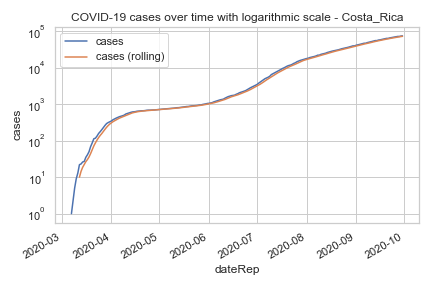 COVID-19 cases over time with logarithmic scale - Costa_Rica
cases
cases (rolling)
10⁵
10⁴
10³
10²
10¹
10⁰
cases
2020-03
2020-04
2020-05
2020-06
2020-07
2020-08
2020-09
2020-10
dateRep